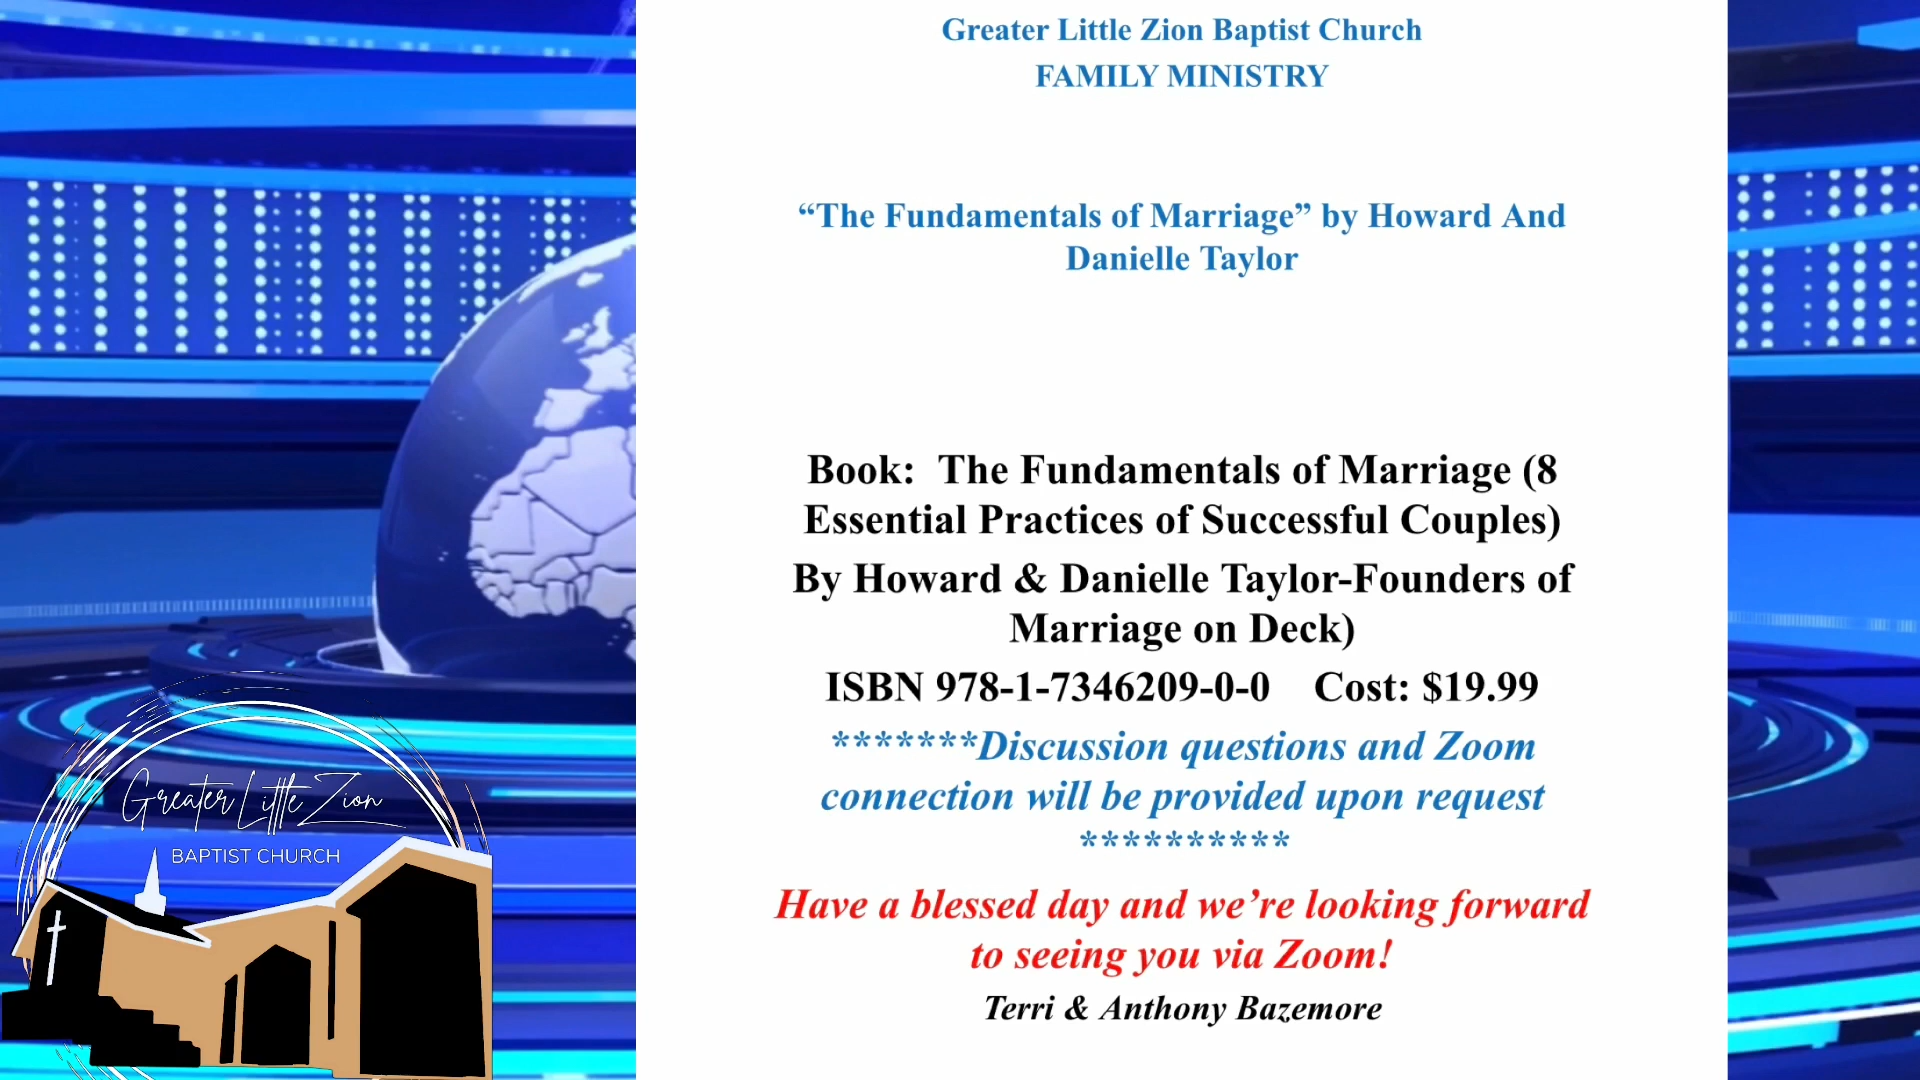 Greater Little Zion Baptist Church
FAMILY MINISTRY
“The Fundamentals of Marriage” by Howard And
Danielle Taylor
Book:  The Fundamentals of Marriage (8
Essential Practices of Successful Couples)
By Howard & Danielle Taylor-Founders of
Marriage on Deck)
ISBN 978-1-7346209-0-0    Cost: $19.99
*******Discussion questions and Zoom
connection will be provided upon request
**********
Have a blessed day and we’re looking forward
to seeing you via Zoom!
Terri & Anthony Bazemore
Greater Little Zion
BAPTIST CHURCH